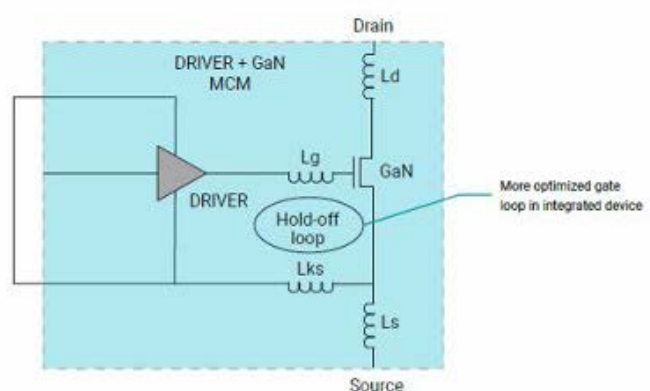 Drain
DRIVER + GaN
MCM
Ld
Lg
GaN
DRIVER
More optimized gate
loop in integrated device
Hold-off
loop
Lks
Ls
Source